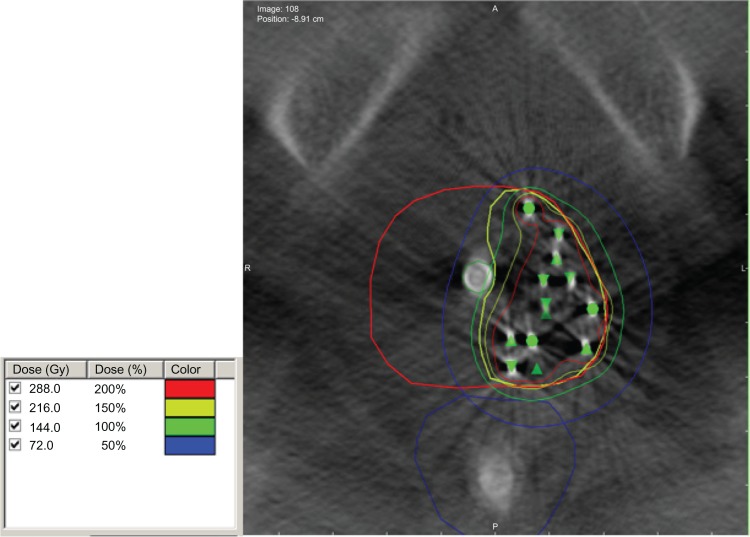 Image: 108
Position: -8.91 cm
A
R
L
Dose (Gy) Dose (%) Color
288.0 200%
216.0 150%
144.0 100%
72.0 50%
P